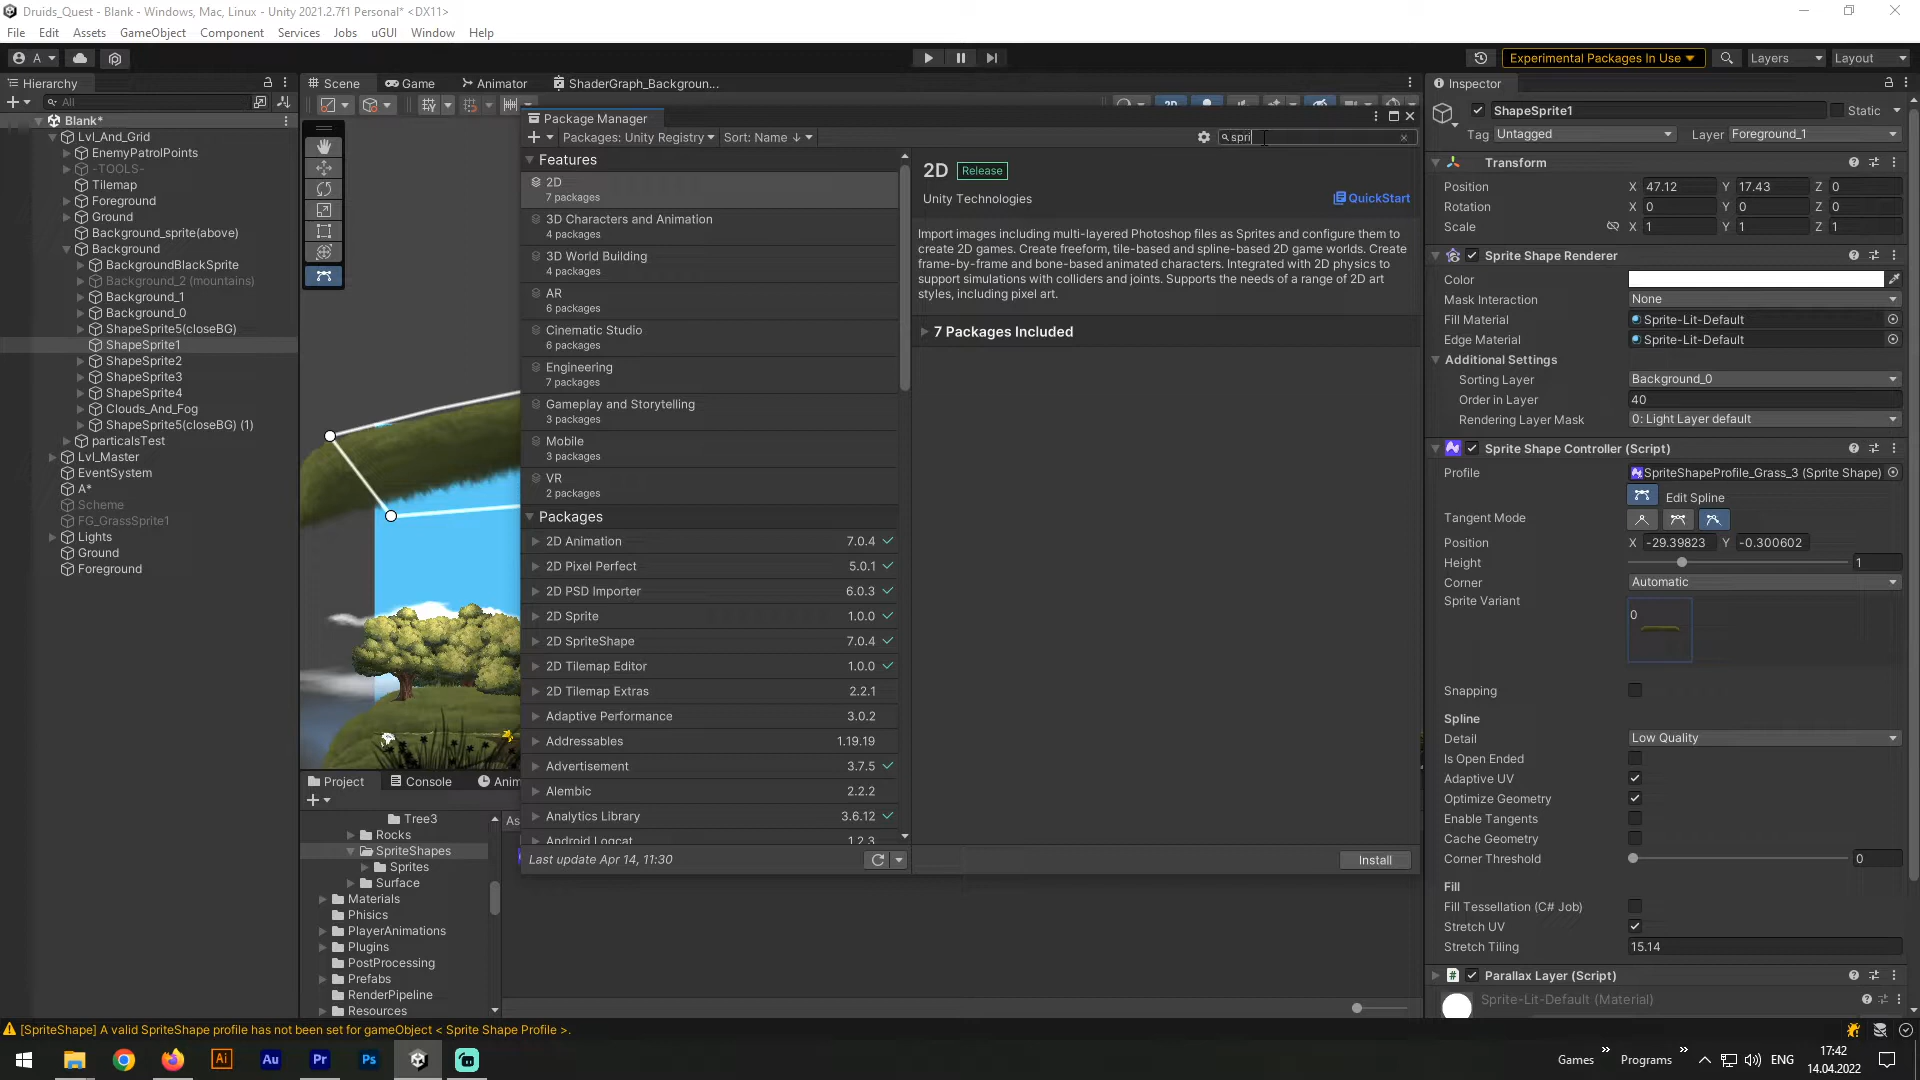 Druids_Quest - Blank - Windows, Mac, Linux - Unity 2021.2.7f1 Personal* <DX11>
File Edit Assets GameObject Component Services Jobs uGUI Window Help
A Experimental Packages In Use Layers Layout
Hierarchy
All
Blank*
Lvl_And_Grid
EnemyPatrolPoints
-TOOLS-
Tilemap
Foreground
Ground
Background_sprite(above)
Background
BackgroundBlackSprite
Background_2 (mountains)
Background_1
Background_0
ShapeSprite5(closeBG)
ShapeSprite1
ShapeSprite2
ShapeSprite3
ShapeSprite4
Clouds_And_Fog
ShapeSprite5(closeBG) (1)
particalsTest
Lvl_Master
EventSystem
A*
Scheme
FG_GrassSprite1
Lights
Ground
Foreground
Scene Game Animator ShaderGraph_Backgroun...
2D
Package Manager
Packages: Unity Registry Sort: Name ↓ spri
Features
2D
7 packages
3D Characters and Animation
4 packages
3D World Building
4 packages
AR
6 packages
Cinematic Studio
6 packages
Engineering
7 packages
Gameplay and Storytelling
3 packages
Mobile
3 packages
VR
2 packages
Packages
2D Animation 7.0.4
2D Pixel Perfect 5.0.1
2D PSD Importer 6.0.3
2D Sprite 1.0.0
2D SpriteShape 7.0.4
2D Tilemap Editor 1.0.0
2D Tilemap Extras 2.2.1
Adaptive Performance 3.0.2
Addressables 1.19.19
Advertisement 3.7.5
Alembic 2.2.2
Analytics Library 3.6.12
Android Logcat 1.2.3
Last update Apr 14, 11:30
2D Release
Unity Technologies QuickStart
Import images including multi-layered Photoshop files as Sprites and configure them to
create 2D games. Create freeform, tile-based and spline-based 2D game worlds. Create
frame-by-frame and bone-based animated characters. Integrated with 2D physics to
support simulations with colliders and joints. Supports the needs of a range of 2D art
styles, including pixel art.
7 Packages Included
Install
Project Console Anim
As
Tree3
Rocks
SpriteShapes
Sprites
Surface
Materials
Phisics
PlayerAnimations
Plugins
PostProcessing
Prefabs
RenderPipeline
Resources
Inspector
ShapeSprite1 Static
Tag Untagged Layer Foreground_1
Transform
Position X 47.12 Y 17.43 Z 0
Rotation X 0 Y 0 Z 0
Scale X 1 Y 1 Z 1
Sprite Shape Renderer
Color
Mask Interaction None
Fill Material Sprite-Lit-Default
Edge Material Sprite-Lit-Default
Additional Settings
Sorting Layer Background_0
Order in Layer 40
Rendering Layer Mask 0: Light Layer default
Sprite Shape Controller (Script)
Profile SpriteShapeProfile_Grass_3 (Sprite Shape)
Edit Spline
Tangent Mode
Position X -29.39823 Y -0.300602
Height 1
Corner Automatic
Sprite Variant 0
Snapping
Spline
Detail Low Quality
Is Open Ended
Adaptive UV
Optimize Geometry
Enable Tangents
Cache Geometry
Corner Threshold 0
Fill
Fill Tessellation (C# Job)
Stretch UV
Stretch Tiling 15.14
Parallax Layer (Script)
Sprite-Lit-Default (Material)
[SpriteShape] A valid SpriteShape profile has not been set for gameObject < Sprite Shape Profile >.
Ai Au Pr Ps Games » Programs » ENG 17:42
14.04.2022